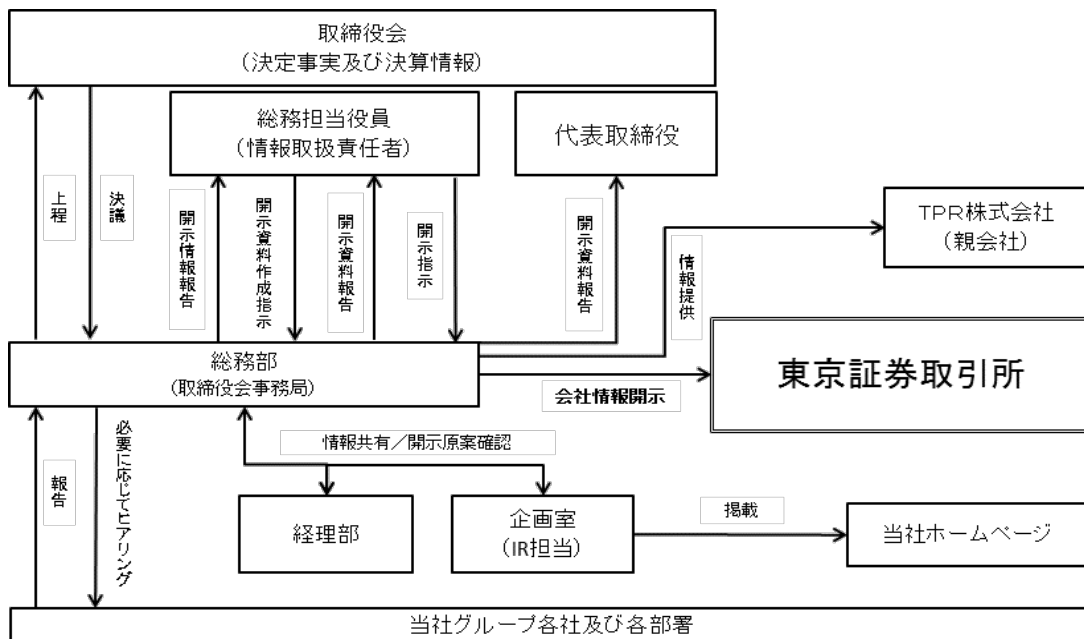 取締役会
(決定事実及び決算情報)
総務担当役員
(情報取扱責任者)
代表取締役
上程
決議
開示情報報告
開示資料作成指示
開示資料報告
開示指示
開示資料報告
情報提供
TPR株式会社
(親会社)
総務部
(取締役会事務局)
会社情報開示
東京証券取引所
報告
必要に応じてヒアリング
情報共有／開示原案確認
経理部
企画室
(IR担当)
掲載
当社ホームページ
当社グループ各社及び各部署